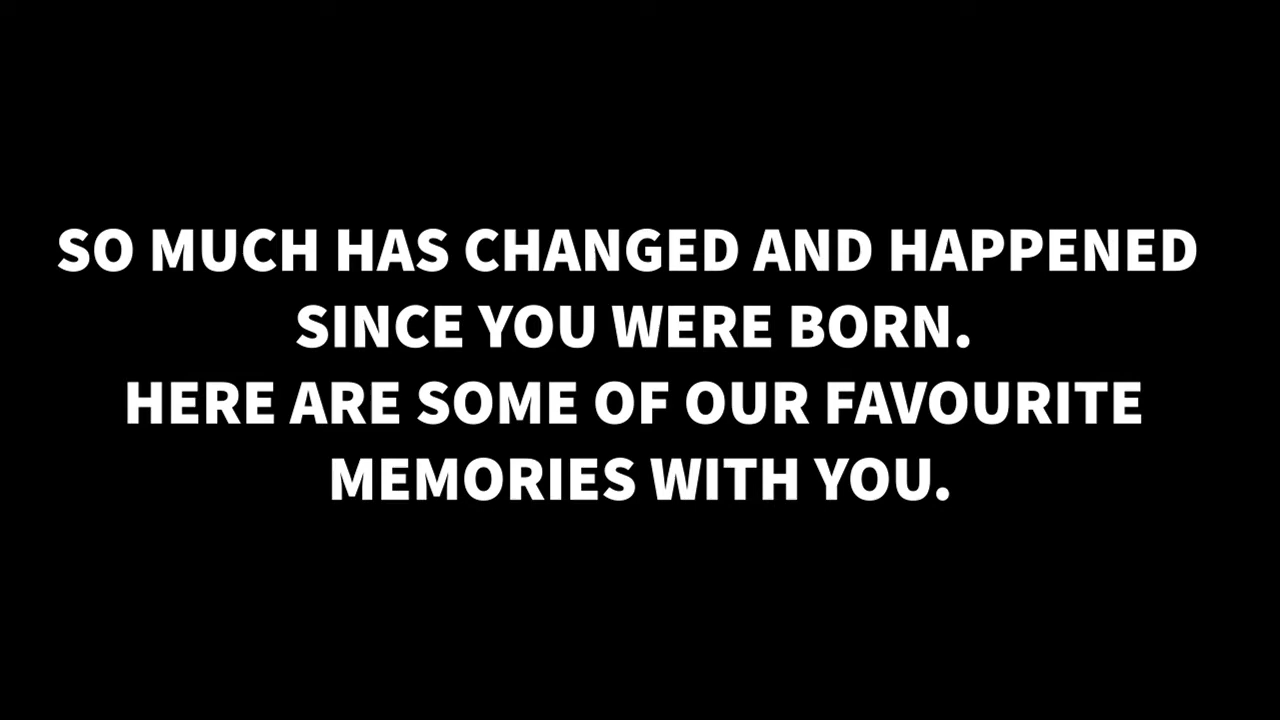 SO MUCH HAS CHANGED AND HAPPENED
SINCE YOU WERE BORN.
HERE ARE SOME OF OUR FAVOURITE
MEMORIES WITH YOU.